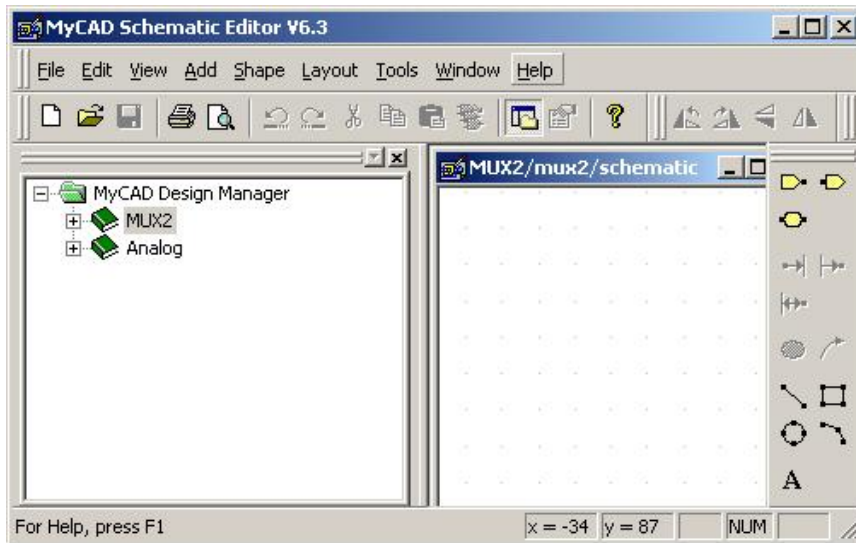 MyCAD Schematic Editor V6.3
File Edit View Add Shape Layout Tools Window Help
MyCAD Design Manager
MUX2
Analog
MUX2/mux2/schematic
A
For Help, press F1
x = -34 y = 87 NUM